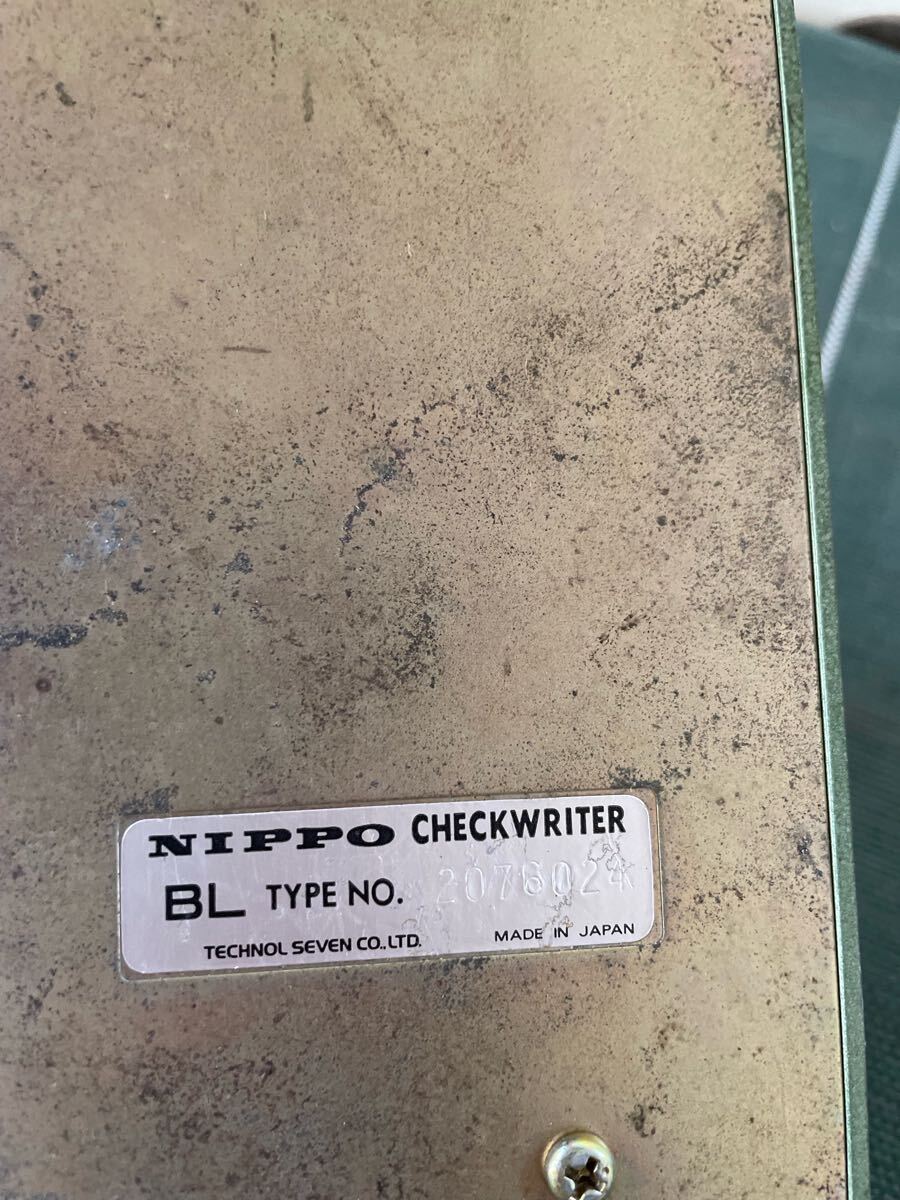 NIPPO CHECKWRITER
BL TYPE NO. 2076024
TECHNOL SEVEN CO.,LTD. MADE IN JAPAN